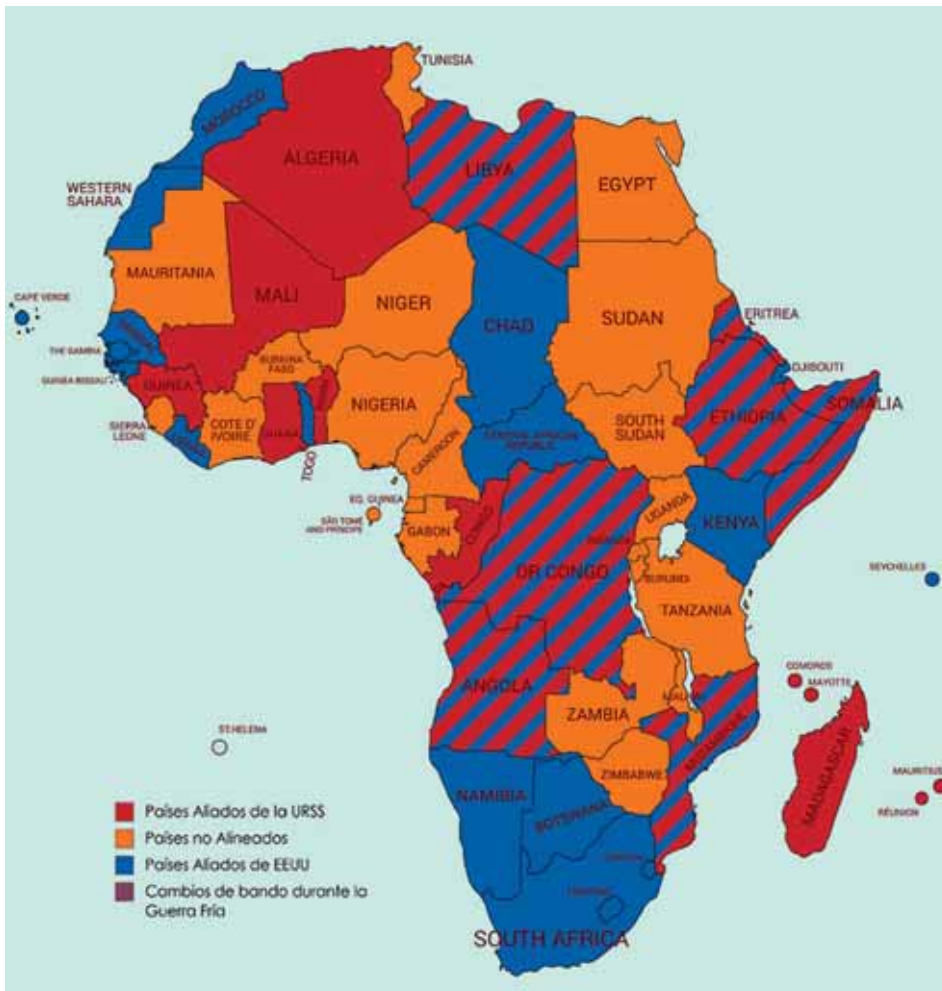 TUNISIA
MOROCCO
ALGERIA
LIBYA
EGYPT
WESTERN
SAHARA
MAURITANIA
MALI
NIGER
CHAD
SUDAN
ERITREA
CAPE VERDE
THE GAMBIA
GUINEA BISSAU
GUINEA
BURKINA
FASO
NIGERIA
DJIBOUTI
SOMALIA
ETHIOPIA
SIERRA
LEONE
COTE D'
IVOIRE
GHANA
TOGO
CAMEROON
CENTRAL AFRICAN
REPUBLIC
SOUTH
SUDAN
EQ. GUINEA
SÃO TOMÉ
AND PRÍNCIPE
GABON
CONGO
DR CONGO
UGANDA
KENYA
RWANDA
BURUNDI
TANZANIA
SEYCHELLES
COMOROS
MAYOTTE
ANGOLA
ZAMBIA
MALAWI
MOZAMBIQUE
ZIMBABWE
MADAGASCAR
MAURITIUS
RÉUNION
ST.HELENA
NAMIBIA
BOTSWANA
SOUTH AFRICA
Países Aliados de la URSS
Países no Alineados
Países Aliados de EEUU
Cambios de bando durante la
Guerra Fría